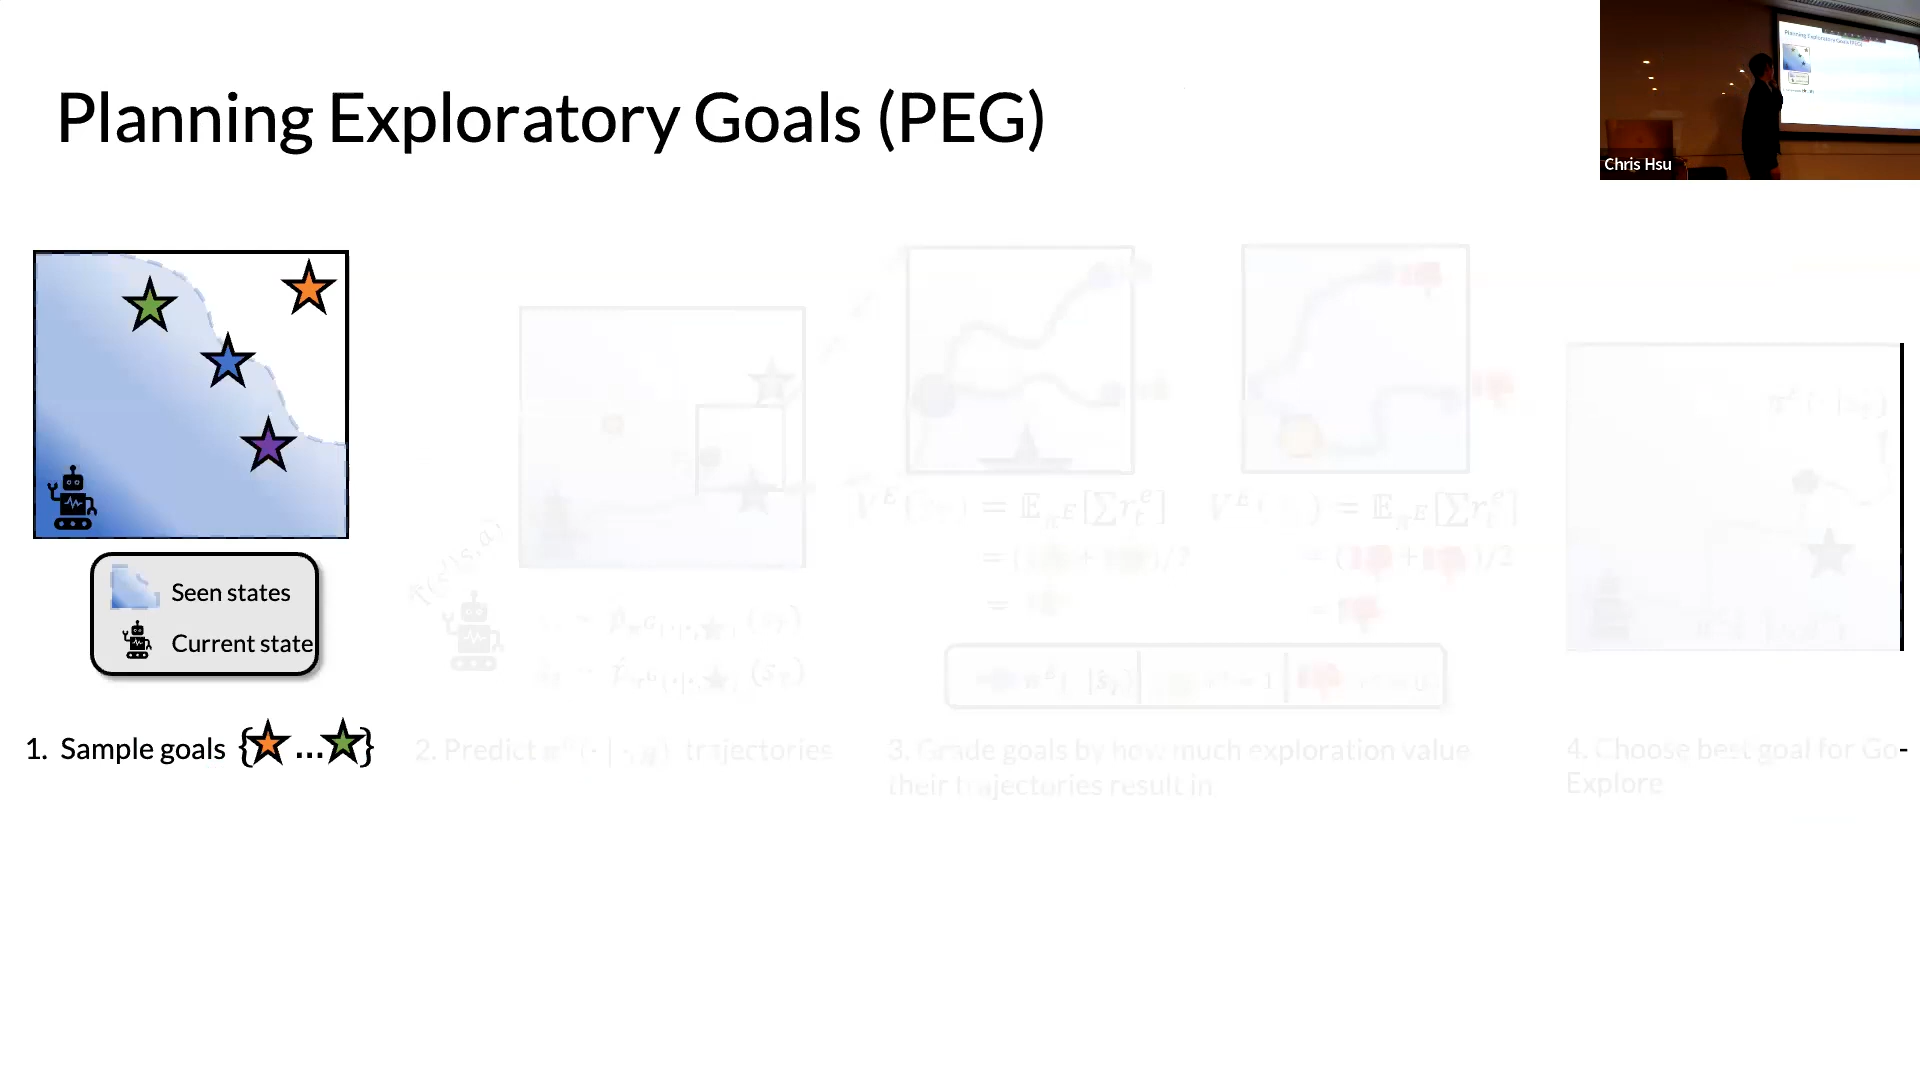 Planning Exploratory Goals (PEG)
Chris Hsu
Seen states
Current state
1. Sample goals { ... }
2. Predict trajectories
3. Grade goals by how much exploration value
their trajectories result in
4. Choose best goal for Go-
Explore